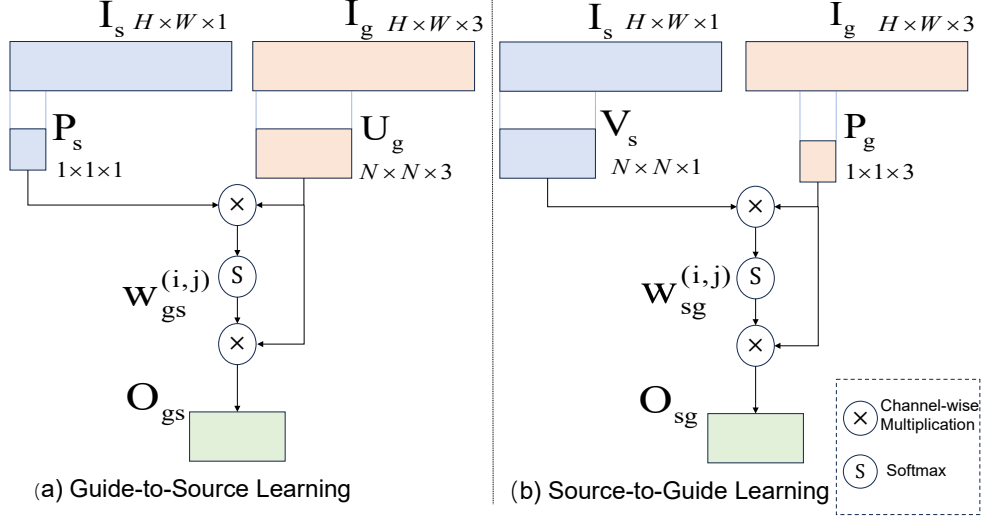 I_s H×W×1
I_g H×W×3
P_s
1×1×1
U_g
N×N×3
×
S
w_gs^(i,j)
×
O_gs
(a) Guide-to-Source Learning
I_s H×W×1
I_g H×W×3
V_s
N×N×1
P_g
1×1×3
×
S
w_sg^(i,j)
×
O_sg
(b) Source-to-Guide Learning
× Channel-wise
Multiplication
S Softmax